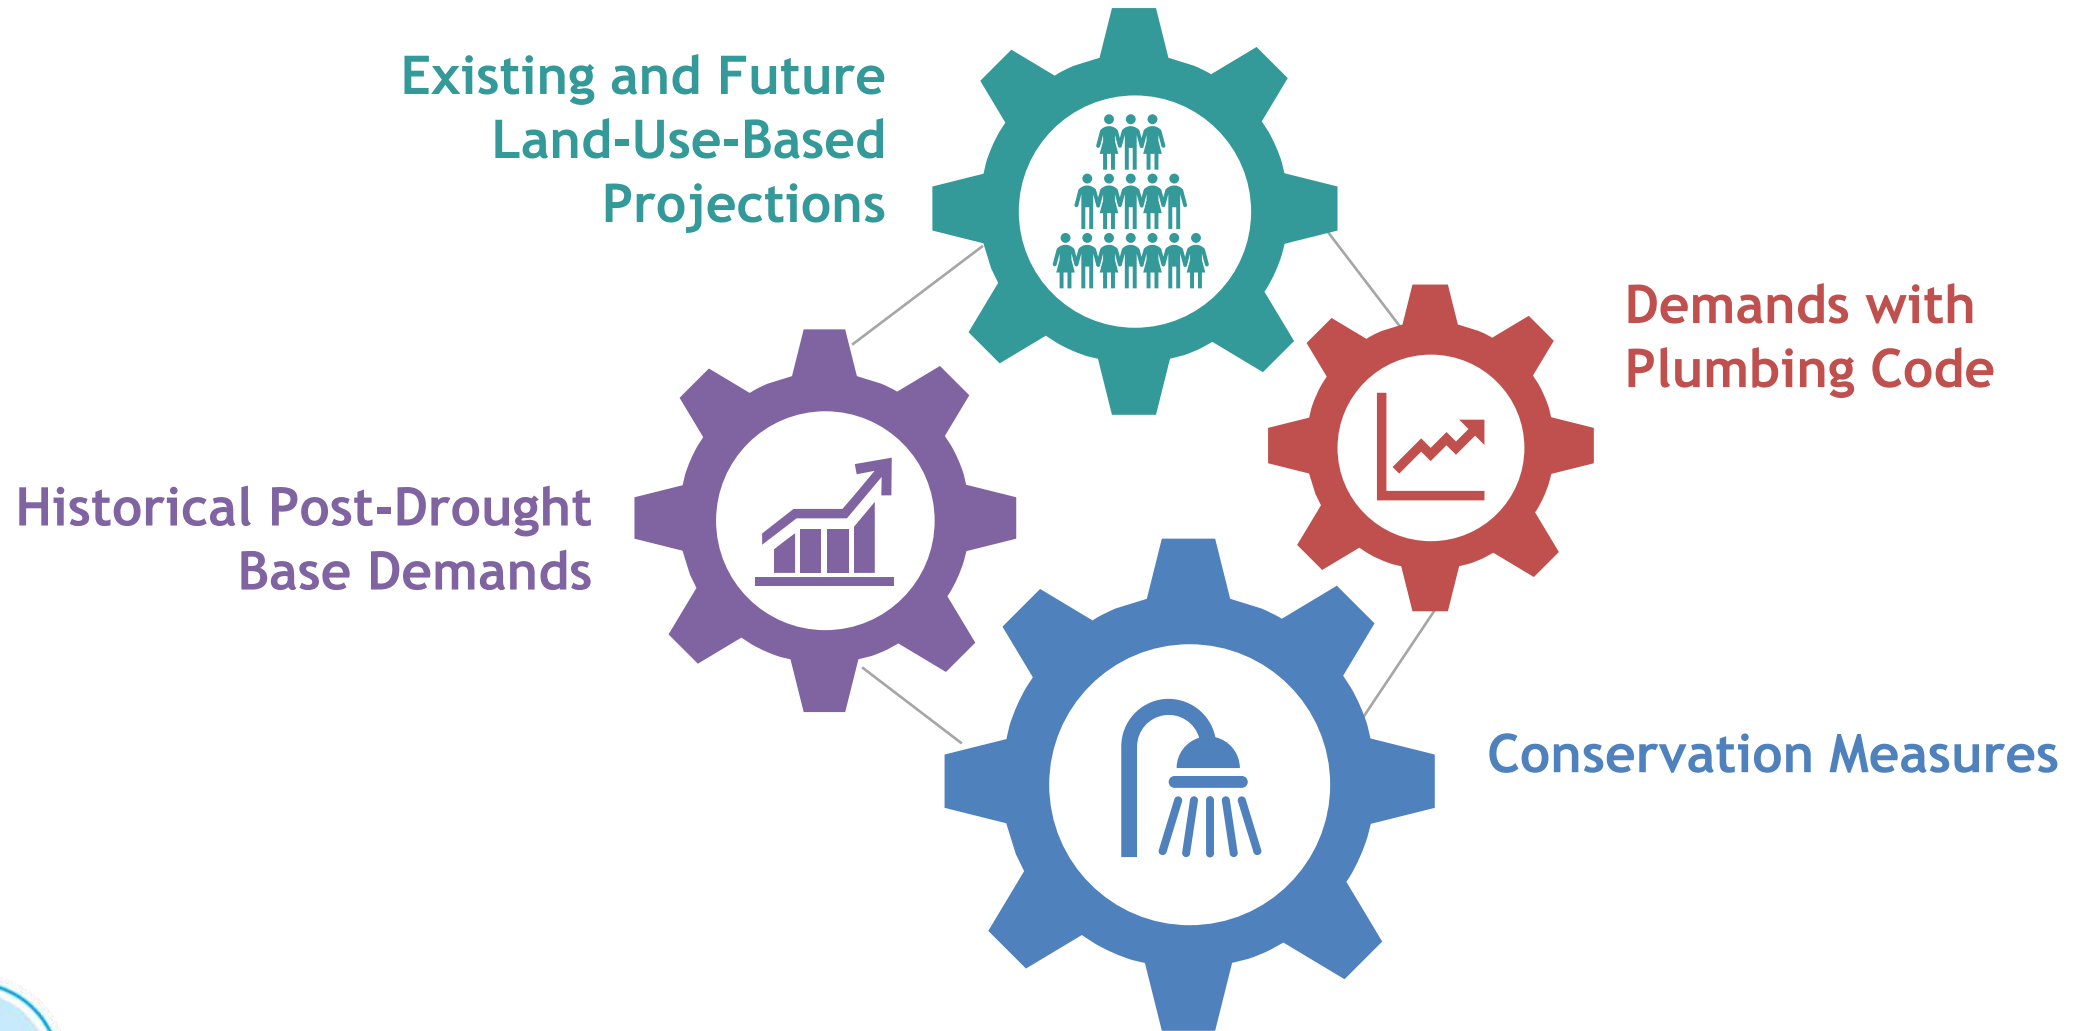 Existing and Future
Land-Use-Based
Projections
Demands with
Plumbing Code
Historical Post-Drought
Base Demands
Conservation Measures